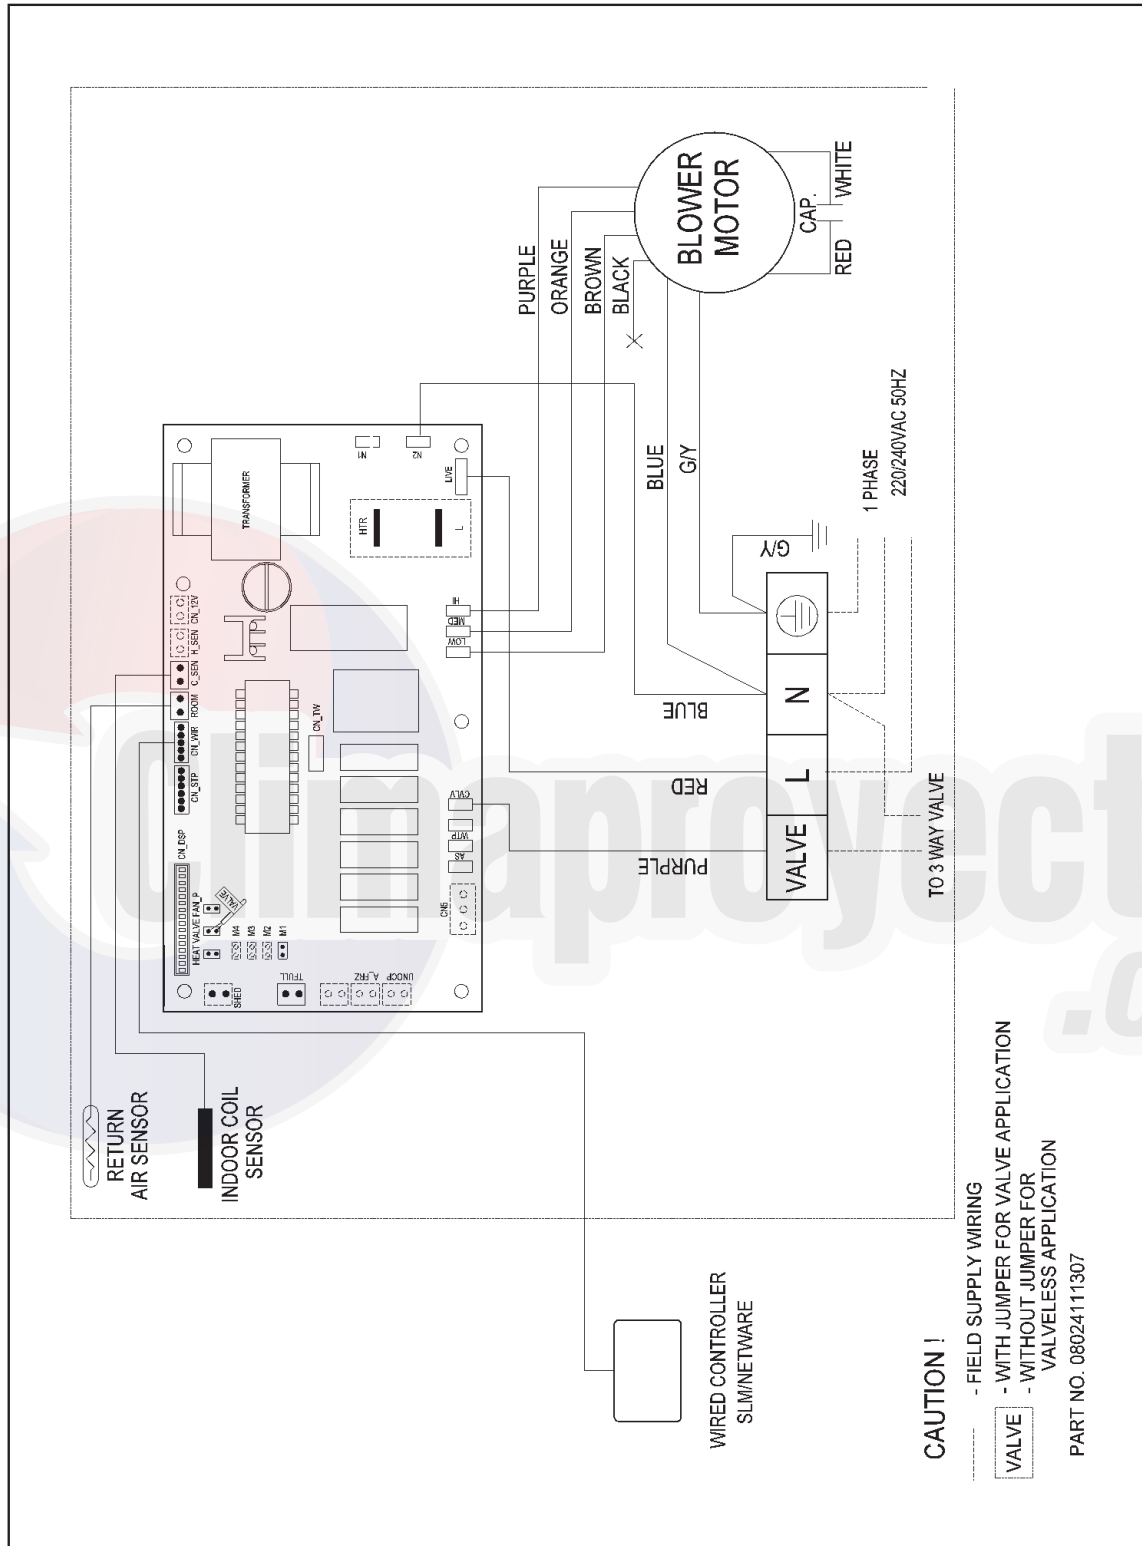 TRANSFORMER
N1
N2
LIVE
HTR
L
HI
MED
LOW
CN_12V
H_SEN
C_SEN
ROOM
CN_WIR
CN_STP
CN_DSP
CN_TW
CVLV
WTP
AS
CN5
HEAT VALVE FAN_P
VALVE
M4
M3
M2
M1
SHED
TFULL
A_FRZ
UNOCP
PURPLE
ORANGE
BROWN
BLACK
BLOWER
MOTOR
CAP.
WHITE
RED
BLUE
G/Y
G/Y
1 PHASE
220/240VAC 50HZ
BLUE
RED
PURPLE
VALVE
L
N
TO 3 WAY VALVE
RETURN
AIR SENSOR
INDOOR COIL
SENSOR
WIRED CONTROLLER
SLM/NETWARE
CAUTION !
- FIELD SUPPLY WIRING
VALVE
- WITH JUMPER FOR VALVE APPLICATION
- WITHOUT JUMPER FOR
VALVELESS APPLICATION
PART NO. 08024111307
Climaproyect